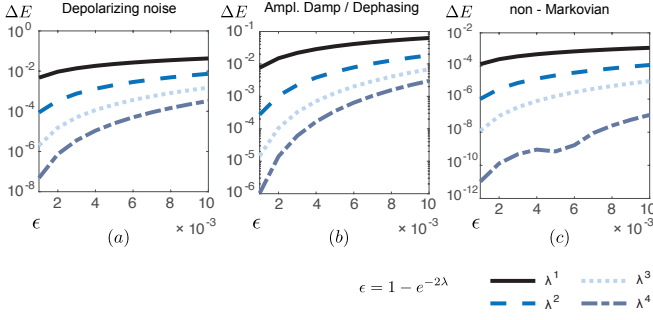 Depolarizing noise
ΔE
10^0
10^-2
10^-4
10^-6
10^-8
2 4 6 8 10
ϵ
× 10^-3
(a)
Ampl. Damp / Dephasing
ΔE
10^-1
10^-2
10^-3
10^-4
10^-5
10^-6
2 4 6 8 10
ϵ
× 10^-3
(b)
non - Markovian
ΔE
10^-2
10^-4
10^-6
10^-8
10^-10
10^-12
2 4 6 8 10
ϵ
× 10^-3
(c)
ϵ = 1 − e^{−2λ}
λ^1
λ^2
λ^3
λ^4